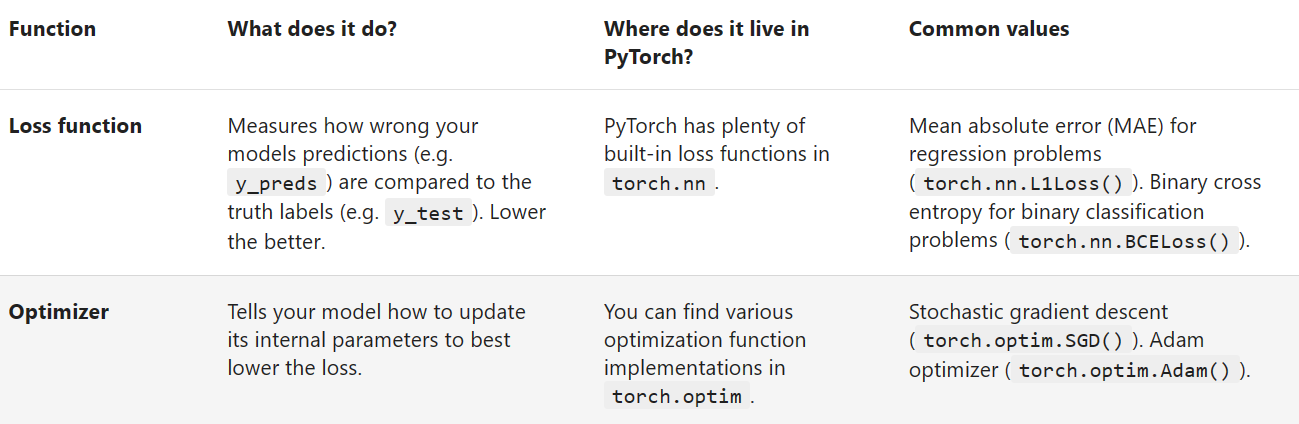 Function
What does it do?
Where does it live in
PyTorch?
Common values
Loss function
Measures how wrong your
models predictions (e.g.
y_preds ) are compared to the
truth labels (e.g. y_test ). Lower
the better.
PyTorch has plenty of
built-in loss functions in
torch.nn .
Mean absolute error (MAE) for
regression problems
( torch.nn.L1Loss() ). Binary cross
entropy for binary classification
problems ( torch.nn.BCELoss() ).
Optimizer
Tells your model how to update
its internal parameters to best
lower the loss.
You can find various
optimization function
implementations in
torch.optim .
Stochastic gradient descent
( torch.optim.SGD() ). Adam
optimizer ( torch.optim.Adam() ).